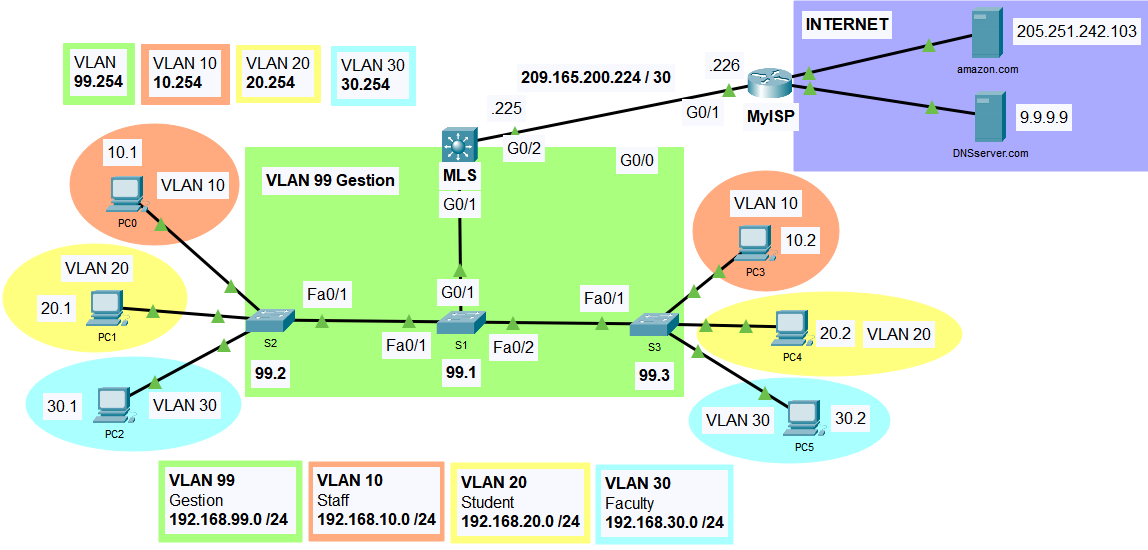 INTERNET
205.251.242.103
amazon.com
9.9.9.9
DNSserver.com
VLAN
99.254
VLAN 10
10.254
VLAN 20
20.254
VLAN 30
30.254
209.165.200.224 / 30
.226
G0/1
MyISP
.225
G0/2
MLS
G0/1
G0/0
VLAN 99 Gestion
10.1
VLAN 10
PC0
VLAN 20
20.1
PC1
30.1
VLAN 30
PC2
S2
99.2
Fa0/1
G0/1
Fa0/1
S1
Fa0/2
99.1
Fa0/1
S3
99.3
VLAN 10
10.2
PC3
20.2
VLAN 20
PC4
VLAN 30
30.2
PC5
VLAN 99
Gestion
192.168.99.0 /24
VLAN 10
Staff
192.168.10.0 /24
VLAN 20
Student
192.168.20.0 /24
VLAN 30
Faculty
192.168.30.0 /24